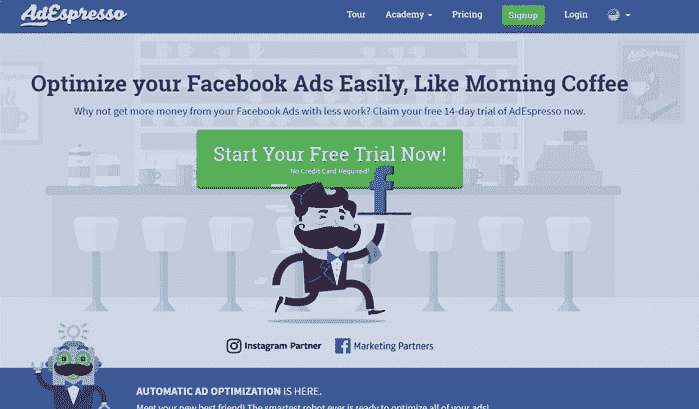 AdEspresso
Tour Academy Pricing Signup Login
AdEspresso
Optimize your Facebook Ads Easily, Like Morning Coffee
Why not get more money from your Facebook Ads with less work? Claim your free 14-day trial of AdEspresso now.
Start Your Free Trial Now!
No Credit Card Required!
f
Instagram Partner f Marketing Partners
AUTOMATIC AD OPTIMIZATION IS HERE.
Meet your new best friend! The smartest robot ever is ready to optimize all of your ads!